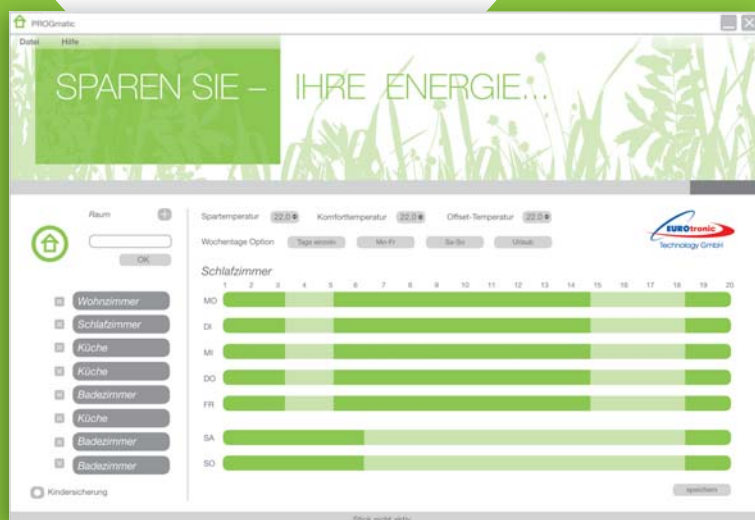 PROGmatic
Datei Hilfe
SPAREN SIE – IHRE ENERGIE...
Raum
OK
Wohnzimmer
Schlafzimmer
Küche
Küche
Badezimmer
Küche
Badezimmer
Badezimmer
Kindersicherung
Spartemperatur 22,0 Komforttemperatur 22,0 Offset-Temperatur 22,0
Wochentage Option Tage einzeln Mo-Fr Sa-So Urlaub
EUROtronic
Technology GmbH
Schlafzimmer
1 2 3 4 5 6 7 8 9 10 11 12 13 14 15 16 17 18 19 20
MO
DI
MI
DO
FR
SA
SO
speichern
Stick nicht aktiv